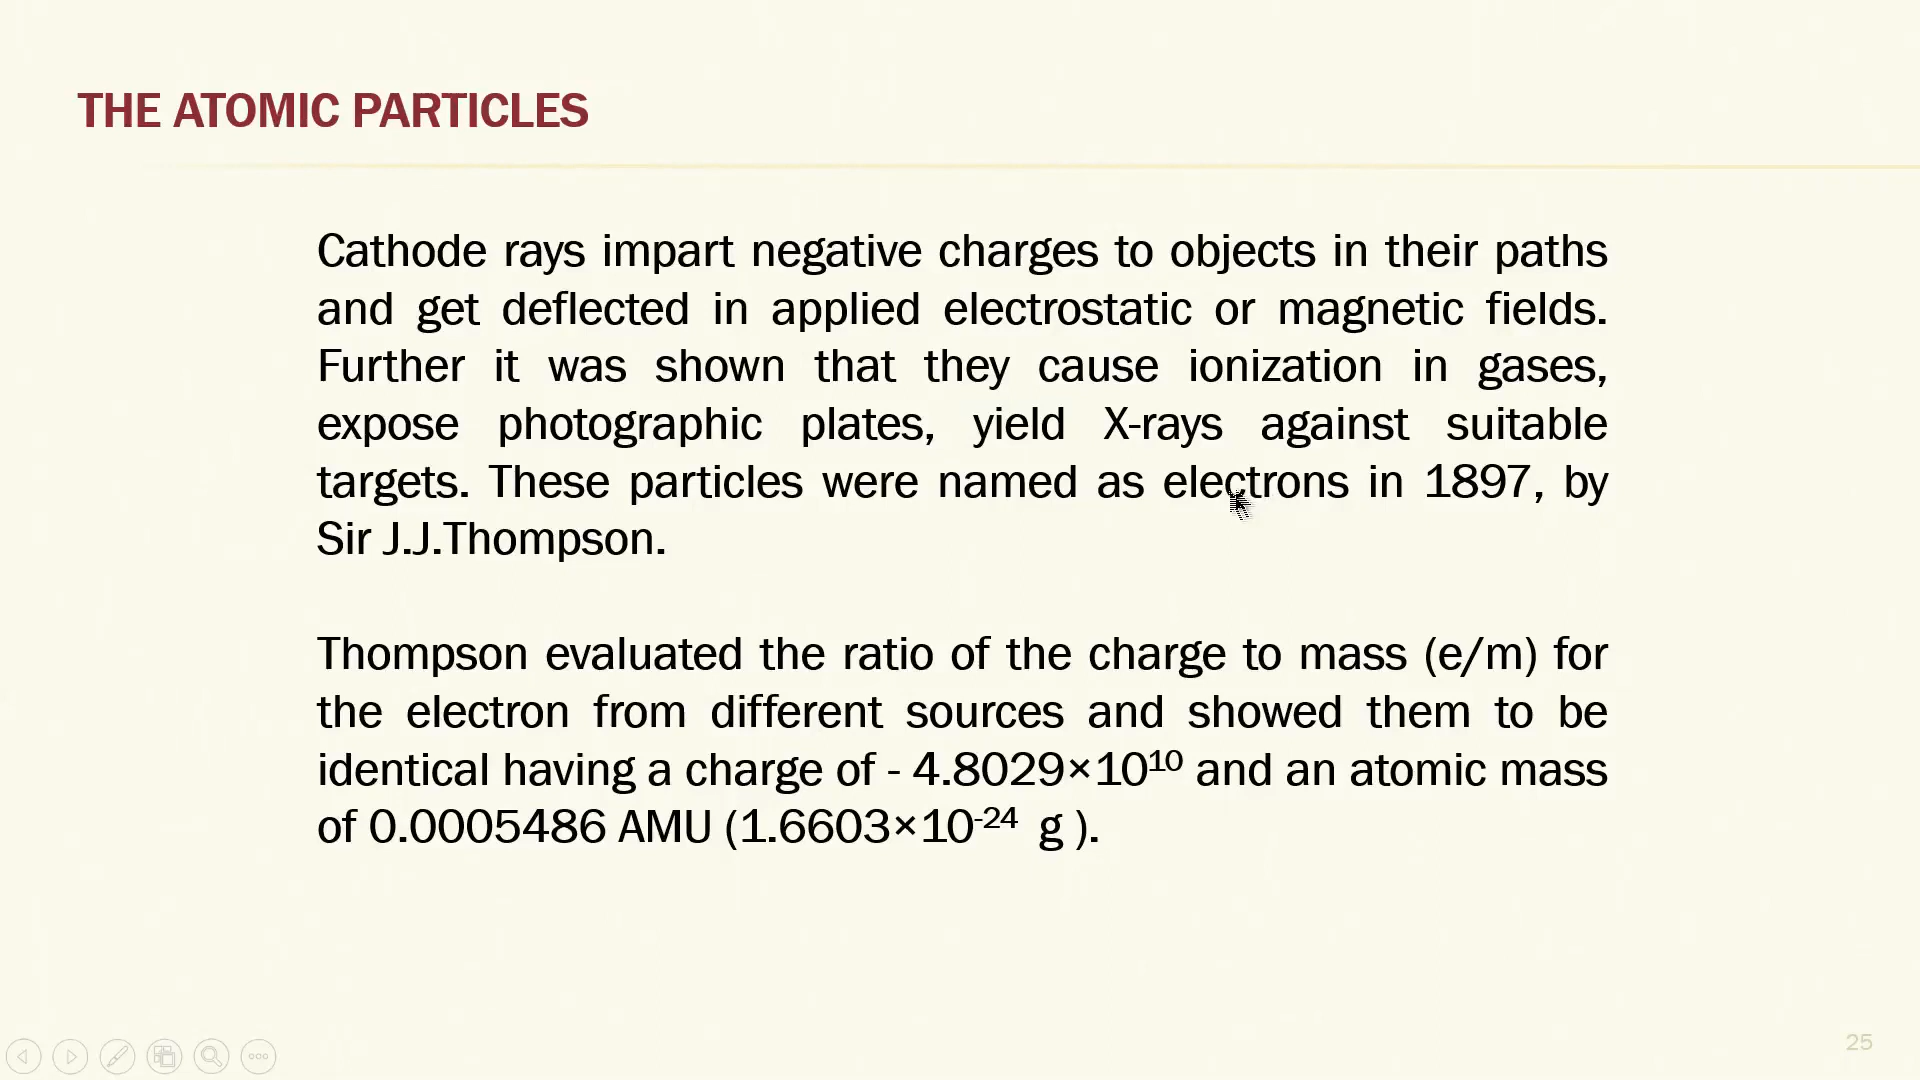 THE ATOMIC PARTICLES
Cathode rays impart negative charges to objects in their paths
and get deflected in applied electrostatic or magnetic fields.
Further it was shown that they cause ionization in gases,
expose photographic plates, yield X-rays against suitable
targets. These particles were named as electrons in 1897, by
Sir J.J.Thompson.
Thompson evaluated the ratio of the charge to mass (e/m) for
the electron from different sources and showed them to be
identical having a charge of - 4.8029×10¹⁰ and an atomic mass
of 0.0005486 AMU (1.6603×10⁻²⁴ g ).
25